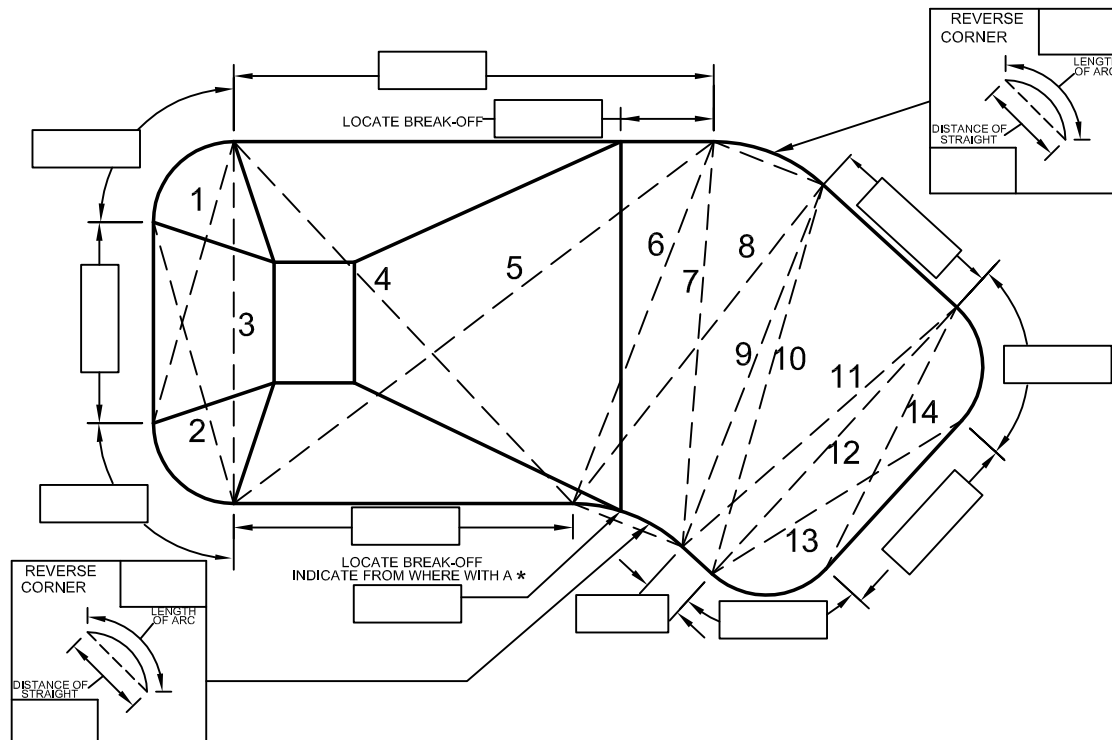 REVERSE
CORNER
LENGTH
OF ARC
DISTANCE OF
STRAIGHT
LOCATE BREAK-OFF
1
2
3
4
5
6
7
8
9
10
11
12
13
14
LOCATE BREAK-OFF
INDICATE FROM WHERE WITH A *
REVERSE
CORNER
LENGTH
OF ARC
DISTANCE OF
STRAIGHT